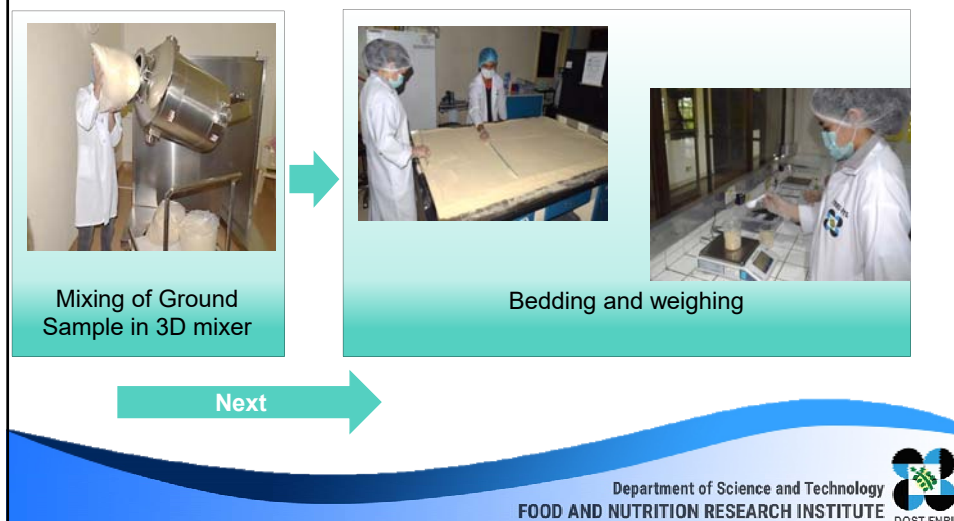 Mixing of Ground
Sample in 3D mixer
Bedding and weighing
Next
Department of Science and Technology
FOOD AND NUTRITION RESEARCH INSTITUTE